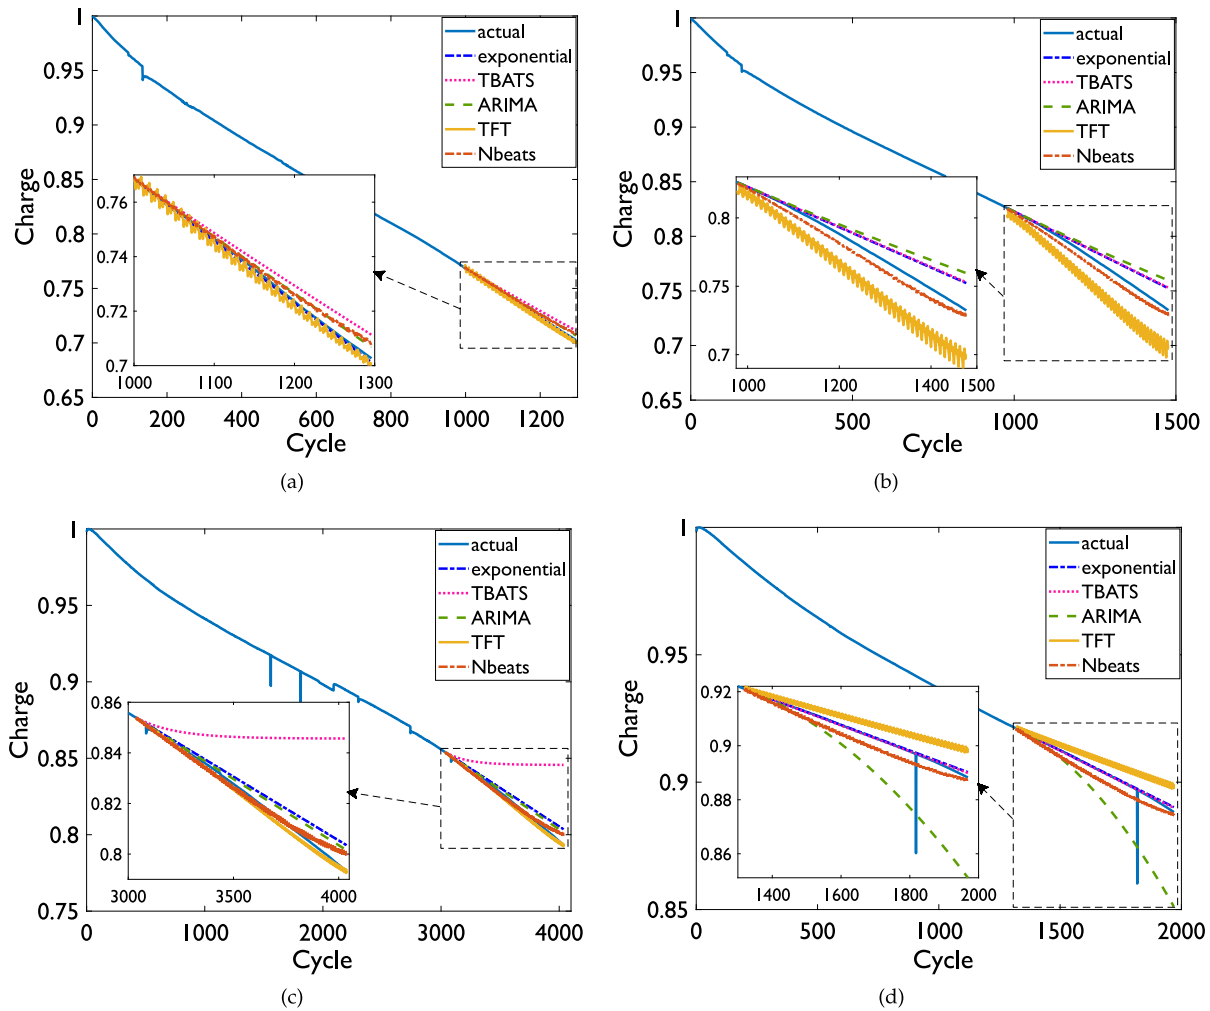 1
0.95
0.9
0.85
0.8
0.75
0.7
0.65
Charge
0 200 400 600 800 1000 1200
Cycle
actual
exponential
TBATS
ARIMA
TFT
Nbeats
0.76
0.74
0.72
0.7
1000 1100 1200 1300
(a)
1
0.95
0.9
0.85
0.8
0.75
0.7
0.65
Charge
0 500 1000 1500
Cycle
actual
exponential
TBATS
ARIMA
TFT
Nbeats
0.8
0.75
0.7
1000 1200 1400 1500
(b)
1
0.95
0.9
0.85
0.8
0.75
Charge
0 1000 2000 3000 4000
Cycle
actual
exponential
TBATS
ARIMA
TFT
Nbeats
0.86
0.84
0.82
0.8
3000 3500 4000
(c)
1
0.95
0.9
0.85
Charge
0 500 1000 1500 2000
Cycle
actual
exponential
TBATS
ARIMA
TFT
Nbeats
0.92
0.9
0.88
0.86
1400 1600 1800 2000
(d)